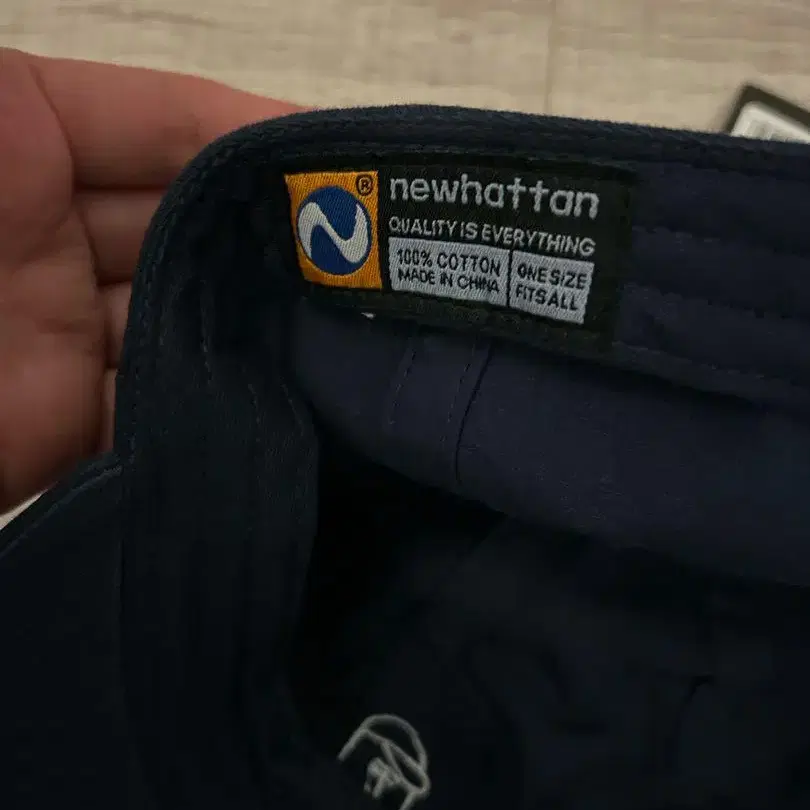 newhattan
®
QUALITY IS EVERYTHING
100% COTTON
MADE IN CHINA
ONE SIZE
FITS ALL